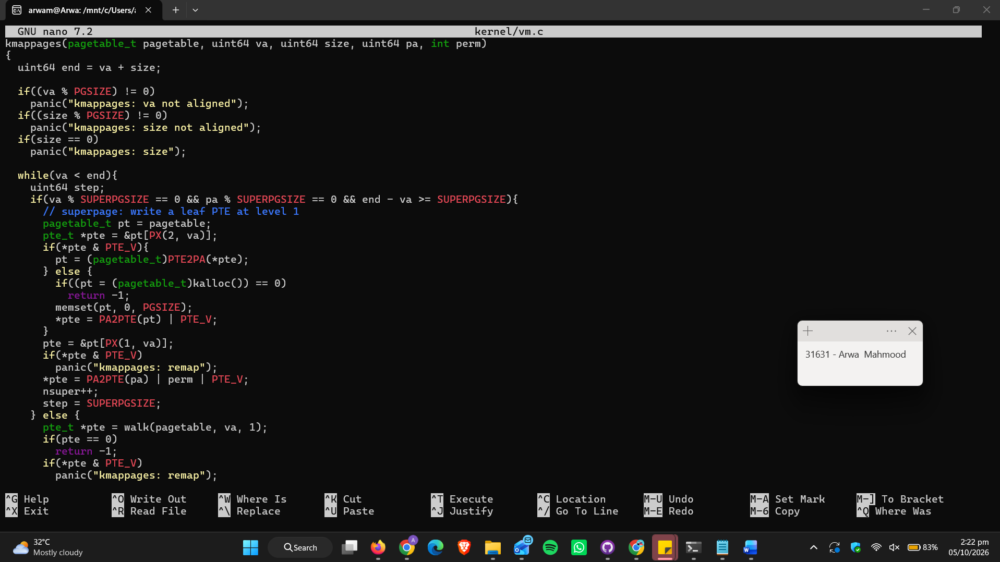 arwam@Arwa: /mnt/c/Users/a
GNU nano 7.2 kernel/vm.c
kmappages(pagetable_t pagetable, uint64 va, uint64 size, uint64 pa, int perm)
{
  uint64 end = va + size;

  if((va % PGSIZE) != 0)
    panic("kmappages: va not aligned");
  if((size % PGSIZE) != 0)
    panic("kmappages: size not aligned");
  if(size == 0)
    panic("kmappages: size");

  while(va < end){
    uint64 step;
    if(va % SUPERPGSIZE == 0 && pa % SUPERPGSIZE == 0 && end - va >= SUPERPGSIZE){
      // superpage: write a leaf PTE at level 1
      pagetable_t pt = pagetable;
      pte_t *pte = &pt[PX(2, va)];
      if(*pte & PTE_V){
        pt = (pagetable_t)PTE2PA(*pte);
      } else {
        if((pt = (pagetable_t)kalloc()) == 0)
          return -1;
        memset(pt, 0, PGSIZE);
        *pte = PA2PTE(pt) | PTE_V;
      }
      pte = &pt[PX(1, va)];
      if(*pte & PTE_V)
        panic("kmappages: remap");
      *pte = PA2PTE(pa) | perm | PTE_V;
      nsuper++;
      step = SUPERPGSIZE;
    } else {
      pte_t *pte = walk(pagetable, va, 1);
      if(pte == 0)
        return -1;
      if(*pte & PTE_V)
        panic("kmappages: remap");
31631 - Arwa  Mahmood
^G Help ^O Write Out ^W Where Is ^K Cut ^T Execute ^C Location M-U Undo M-A Set Mark M-] To Bracket
^X Exit ^R Read File ^\ Replace ^U Paste ^J Justify ^/ Go To Line M-E Redo M-6 Copy ^Q Where Was
32°C
Mostly cloudy
Search
A
83%
2:22 pm
05/10/2026